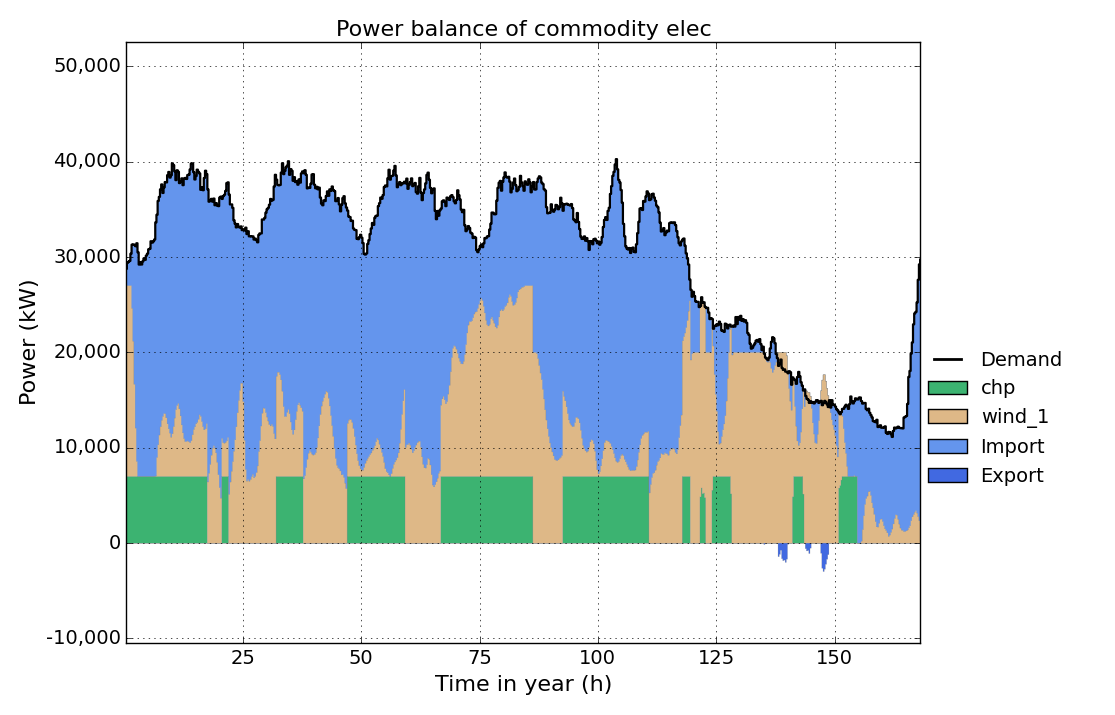 Power balance of commodity elec
50,000
40,000
30,000
20,000
10,000
0
-10,000
Power (kW)
25
50
75
100
125
150
Time in year (h)
Demand
chp
wind_1
Import
Export